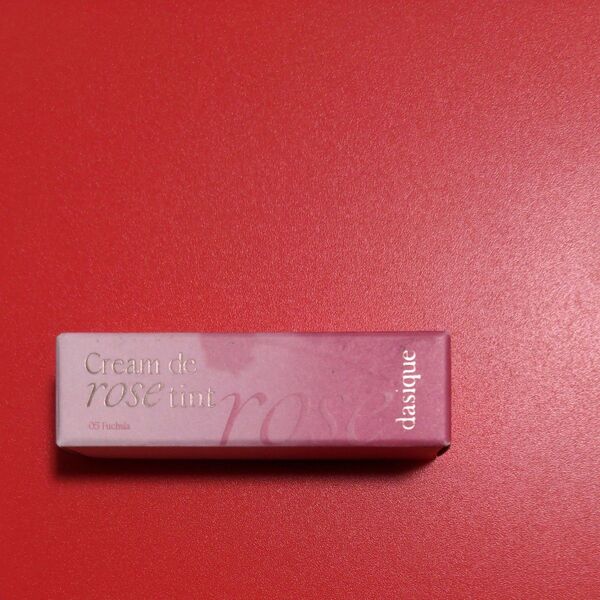 Cream de
rose tint
rose
05 Fuchsia
dasique